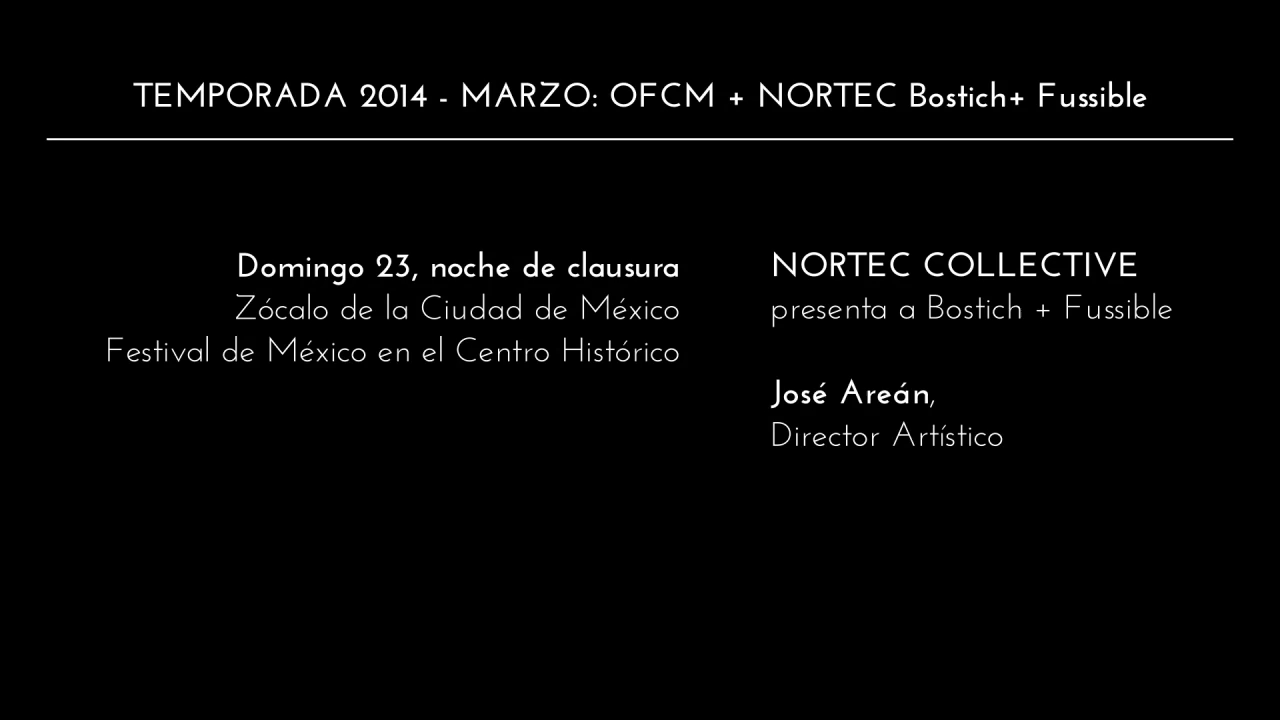 TEMPORADA 2014 - MARZO: OFCM + NORTEC Bostich+ Fussible
Domingo 23, noche de clausura
Zócalo de la Ciudad de México
Festival de México en el Centro Histórico
NORTEC COLLECTIVE
presenta a Bostich + Fussible
José Areán,
Director Artístico